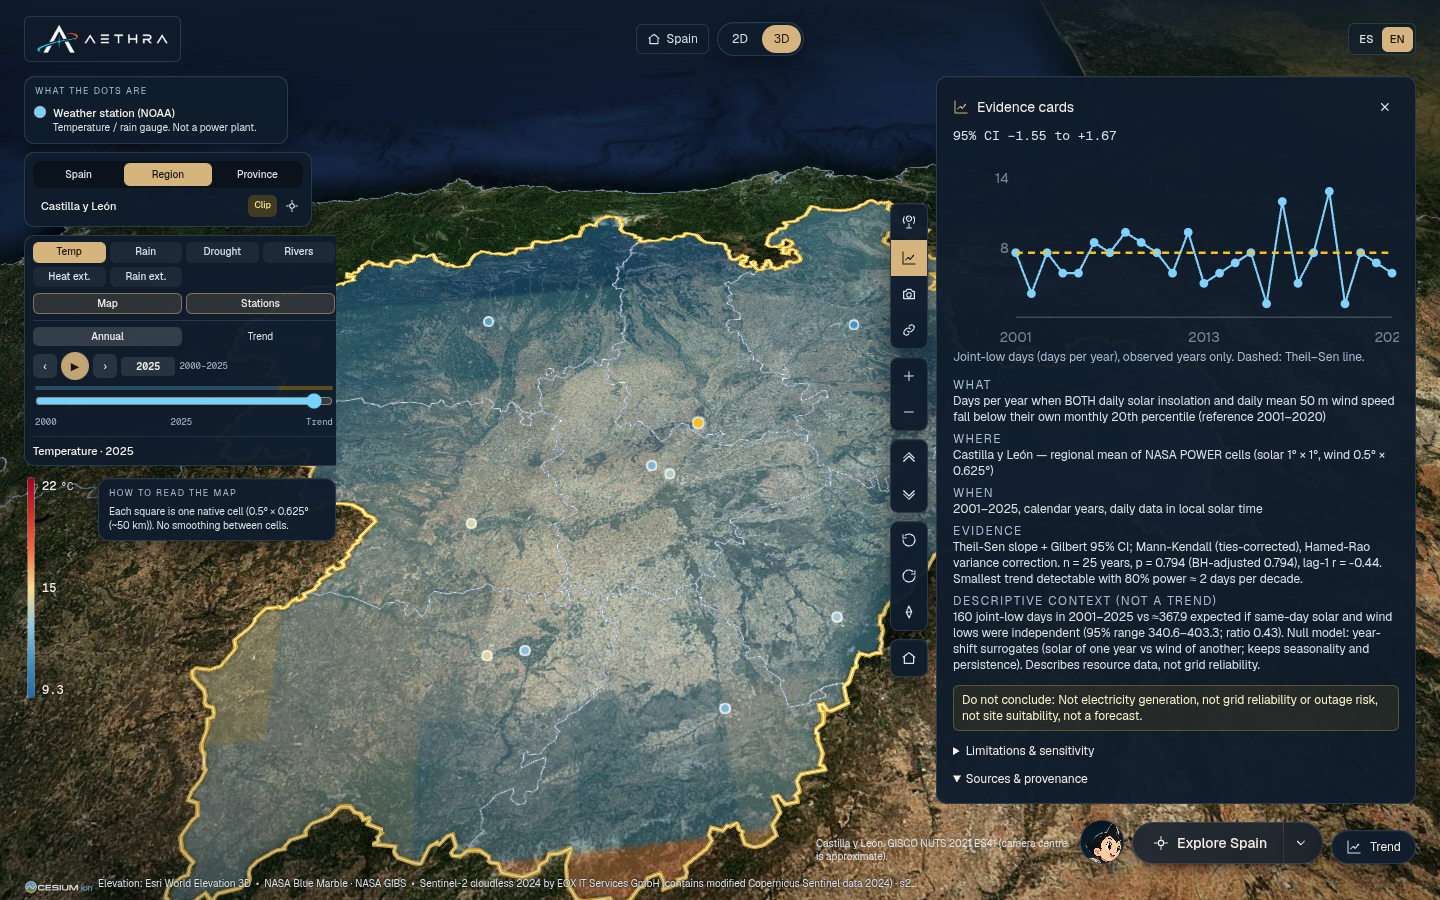 AETHRA
Spain
2D
3D
ES
EN
WHAT THE DOTS ARE
Weather station (NOAA)
Temperature / rain gauge. Not a power plant.
Spain
Region
Province
Castilla y León
Clip
Temp
Rain
Drought
Rivers
Heat ext.
Rain ext.
Map
Stations
Annual
Trend
2025
2000–2025
2000
2025
Trend
Temperature · 2025
22 °C
15
9.3
HOW TO READ THE MAP
Each square is one native cell (0.5° × 0.625°
(~50 km)). No smoothing between cells.
Evidence cards
95% CI −1.55 to +1.67
14
8
2001
2013
202
Joint-low days (days per year), observed years only. Dashed: Theil–Sen line.
WHAT
Days per year when BOTH daily solar insolation and daily mean 50 m wind speed
fall below their own monthly 20th percentile (reference 2001–2020)
WHERE
Castilla y León — regional mean of NASA POWER cells (solar 1° × 1°, wind 0.5° ×
0.625°)
WHEN
2001–2025, calendar years, daily data in local solar time
EVIDENCE
Theil-Sen slope + Gilbert 95% CI; Mann-Kendall (ties-corrected), Hamed-Rao
variance correction. n = 25 years, p = 0.794 (BH-adjusted 0.794), lag-1 r = -0.44.
Smallest trend detectable with 80% power ≈ 2 days per decade.
DESCRIPTIVE CONTEXT (NOT A TREND)
160 joint-low days in 2001–2025 vs ≈367.9 expected if same-day solar and wind
lows were independent (95% range 340.6–403.3; ratio 0.43). Null model: year-
shift surrogates (solar of one year vs wind of another; keeps seasonality and
persistence). Describes resource data, not grid reliability.
Do not conclude: Not electricity generation, not grid reliability or outage risk,
not site suitability, not a forecast.
Limitations & sensitivity
Sources & provenance
Castilla y León. GISCO NUTS 2021 ES41 (camera centre
is approximate).
Explore Spain
Trend
CESIUM ion
Elevation: Esri World Elevation 3D • NASA Blue Marble · NASA GIBS • Sentinel-2 cloudless 2024 by EOX IT Services GmbH (contains modified Copernicus Sentinel data 2024) · s2...